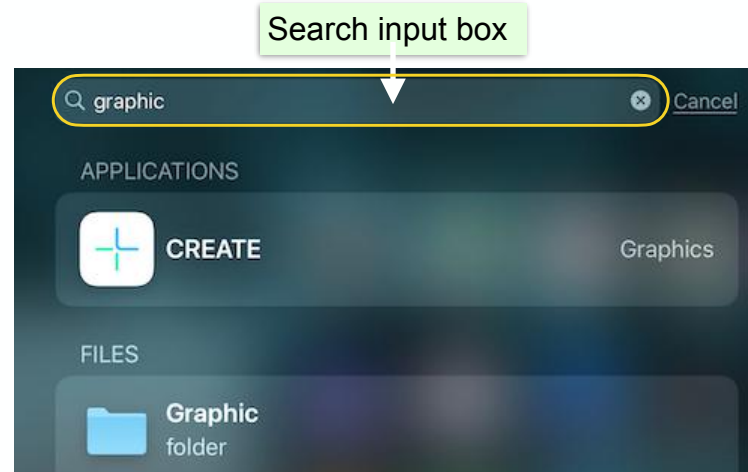 Search input box
graphic Cancel
APPLICATIONS
CREATE Graphics
FILES
Graphic
folder